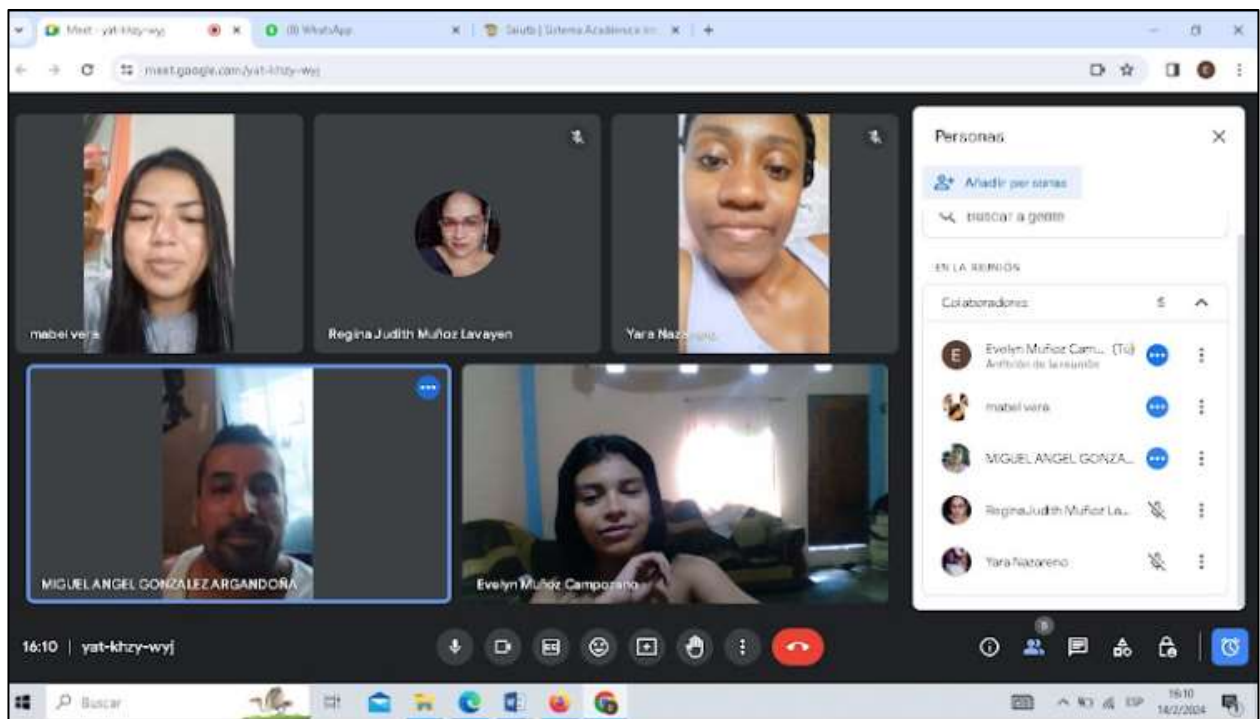 Meet - yat-khzy-wyj
(8) WhatsApp
Sistema Académico
meet.google.com/yat-khzy-wyj
mabel vera
Regina Judith Muñoz Lavayen
Yara Naz
MIGUEL ANGEL GONZALEZ ARGANDOÑA
Evelyn Muñoz Campozano
Personas
Añadir personas
Buscar a gente
EN LA REUNIÓN
Colaboradores 5
E Evelyn Muñoz Cam... (Tú)
Anfitrión de la reunión
mabel vera
MIGUEL ANGEL GONZA...
Regina Judith Muñoz La...
Yara Nazareno
16:10 | yat-khzy-wyj
5
Buscar
ESP
16:10
14/2/2024